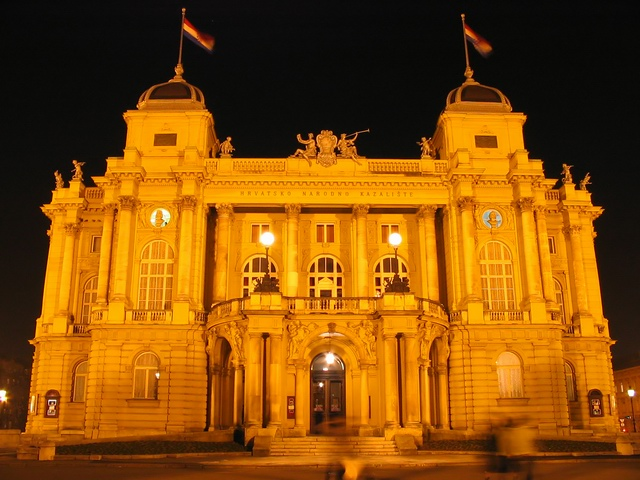 HRVATSKO NARODNO KAZALIŠTE